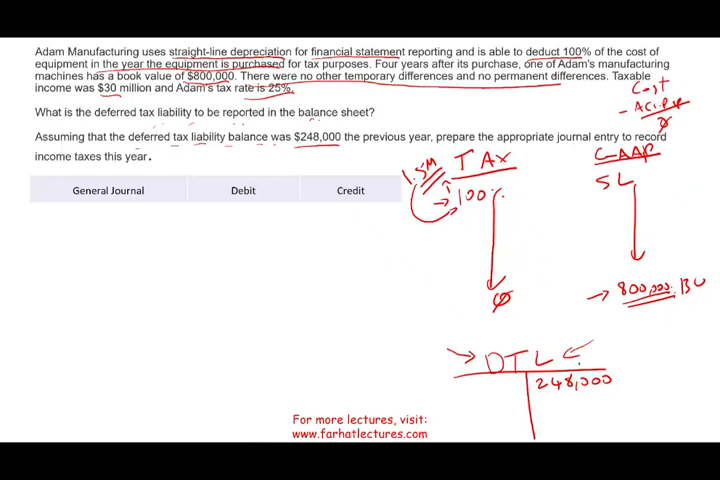 Adam Manufacturing uses straight-line depreciation for financial statement reporting and is able to deduct 100% of the cost of
equipment in the year the equipment is purchased for tax purposes. Four years after its purchase, one of Adam's manufacturing
machines has a book value of $800,000. There were no other temporary differences and no permanent differences. Taxable
income was $30 million and Adam's tax rate is 25%.
Cost
What is the deferred tax liability to be reported in the balance sheet?
- Acc. Dep
Ø
Assuming that the deferred tax liability balance was $248,000 the previous year, prepare the appropriate journal entry to record
income taxes this year.
1.5M TAX GAAP
General Journal Debit Credit
100% SL
Ø
800,000 BV
DTL
248,000
For more lectures, visit:
www.farhatlectures.com